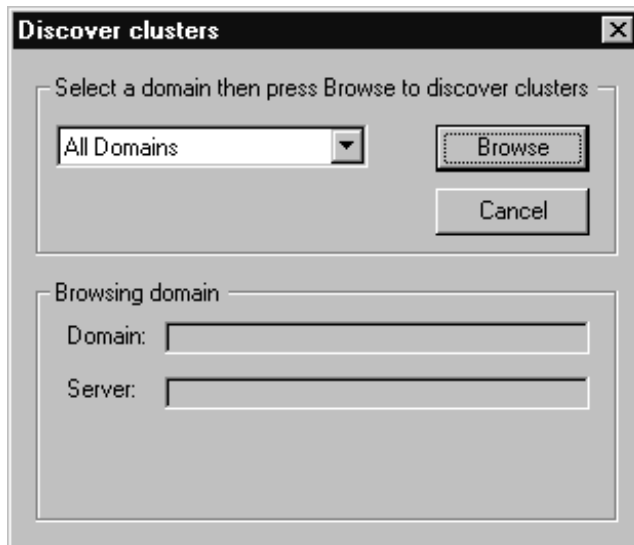 Discover clusters
Select a domain then press Browse to discover clusters
All Domains
Browse
Cancel
Browsing domain
Domain:
Server: